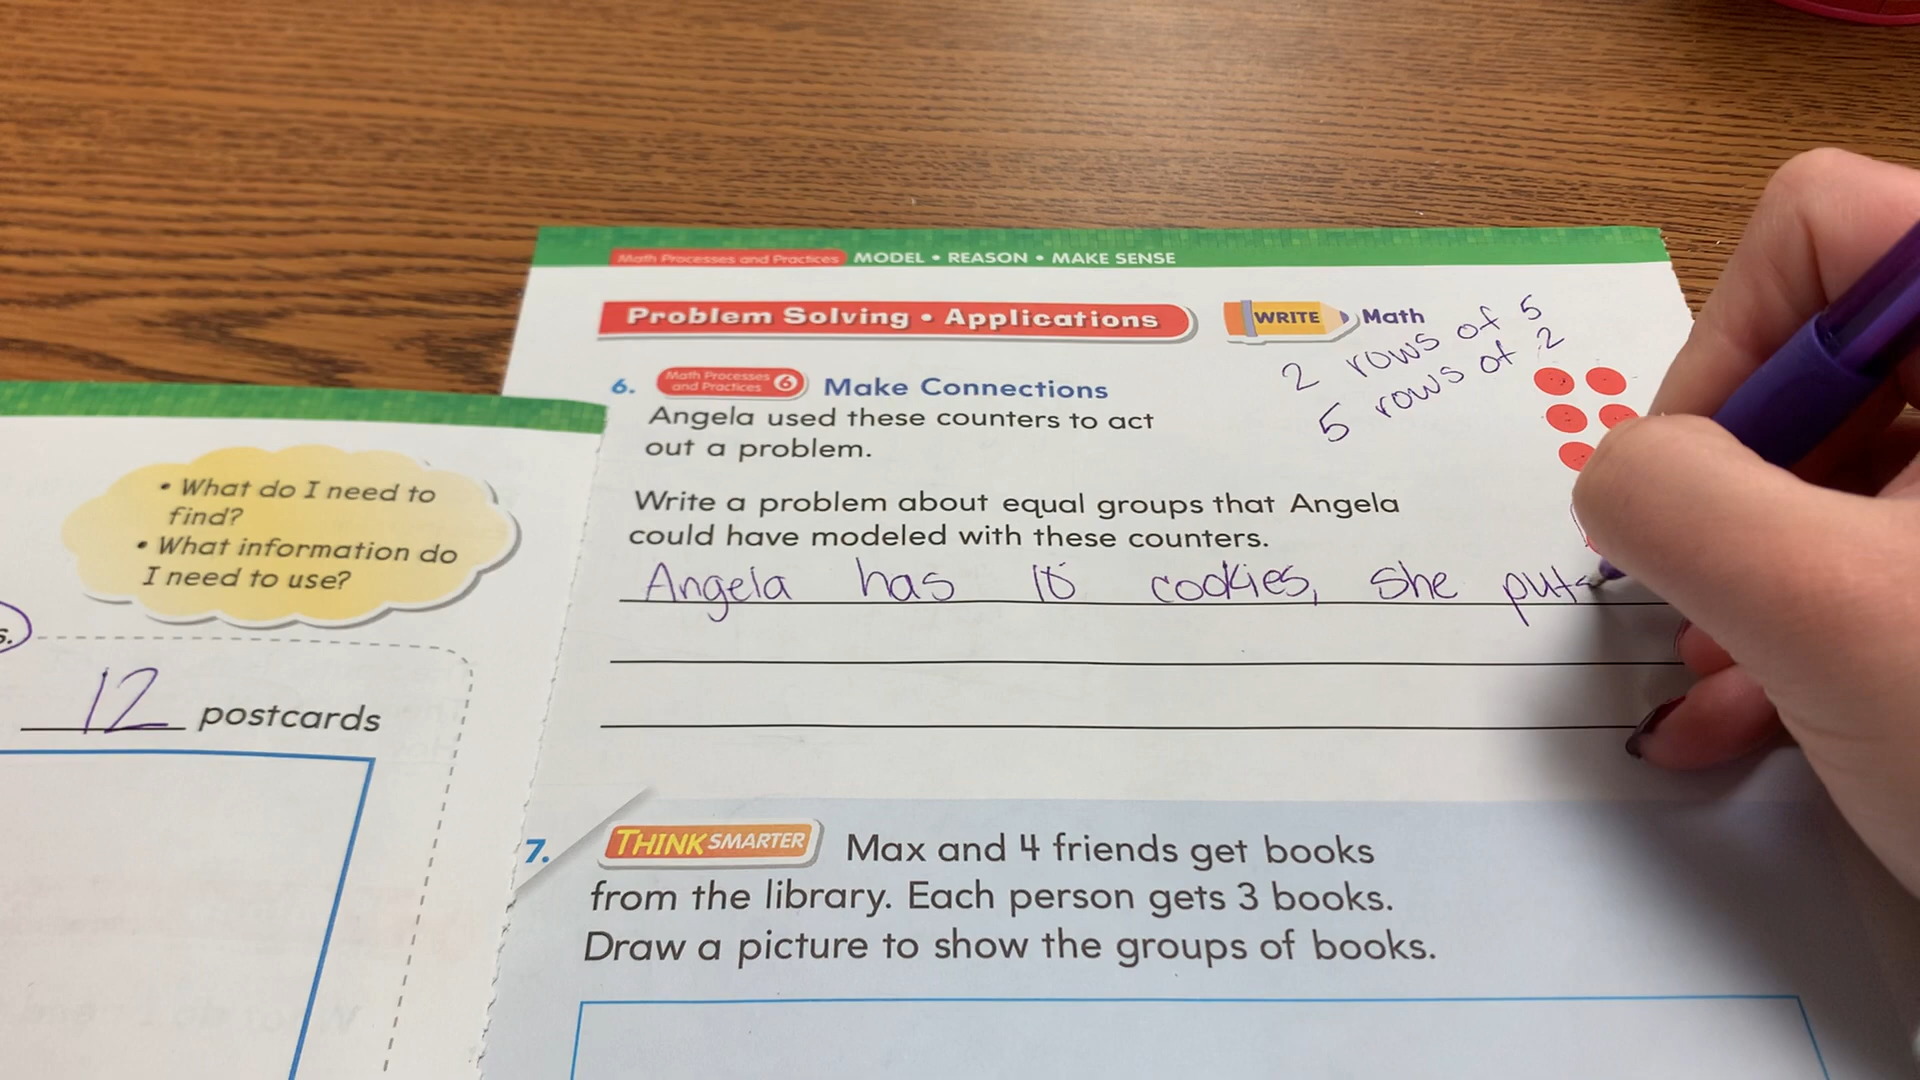 • What do I need to
find?
• What information do
I need to use?
s.
12 postcards
Math Processes and Practices MODEL • REASON • MAKE SENSE
Problem Solving • Applications
WRITE Math
2 rows of 5
5 rows of 2
6. Math Processes and Practices 6 Make Connections
Angela used these counters to act
out a problem.
Write a problem about equal groups that Angela
could have modeled with these counters.
Angela has 10 cookies, She puts
7. THINK SMARTER Max and 4 friends get books
from the library. Each person gets 3 books.
Draw a picture to show the groups of books.